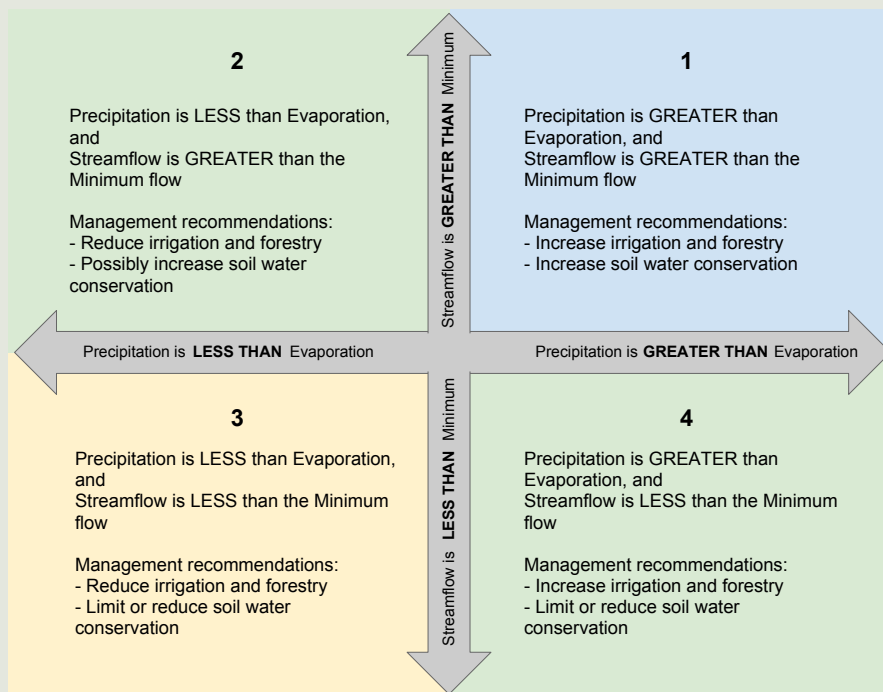 2
Precipitation is LESS than Evaporation,
and
Streamflow is GREATER than the
Minimum flow
Management recommendations:
- Reduce irrigation and forestry
- Possibly increase soil water
conservation
Streamflow is GREATER THAN Minimum
1
Precipitation is GREATER than
Evaporation, and
Streamflow is GREATER than the
Minimum flow
Management recommendations:
- Increase irrigation and forestry
- Increase soil water conservation
Precipitation is LESS THAN Evaporation
Precipitation is GREATER THAN Evaporation
3
Precipitation is LESS than Evaporation,
and
Streamflow is LESS than the Minimum
flow
Management recommendations:
- Reduce irrigation and forestry
- Limit or reduce soil water
conservation
Streamflow is LESS THAN Minimum
4
Precipitation is GREATER than
Evaporation, and
Streamflow is LESS than the Minimum
flow
Management recommendations:
- Increase irrigation and forestry
- Limit or reduce soil water
conservation